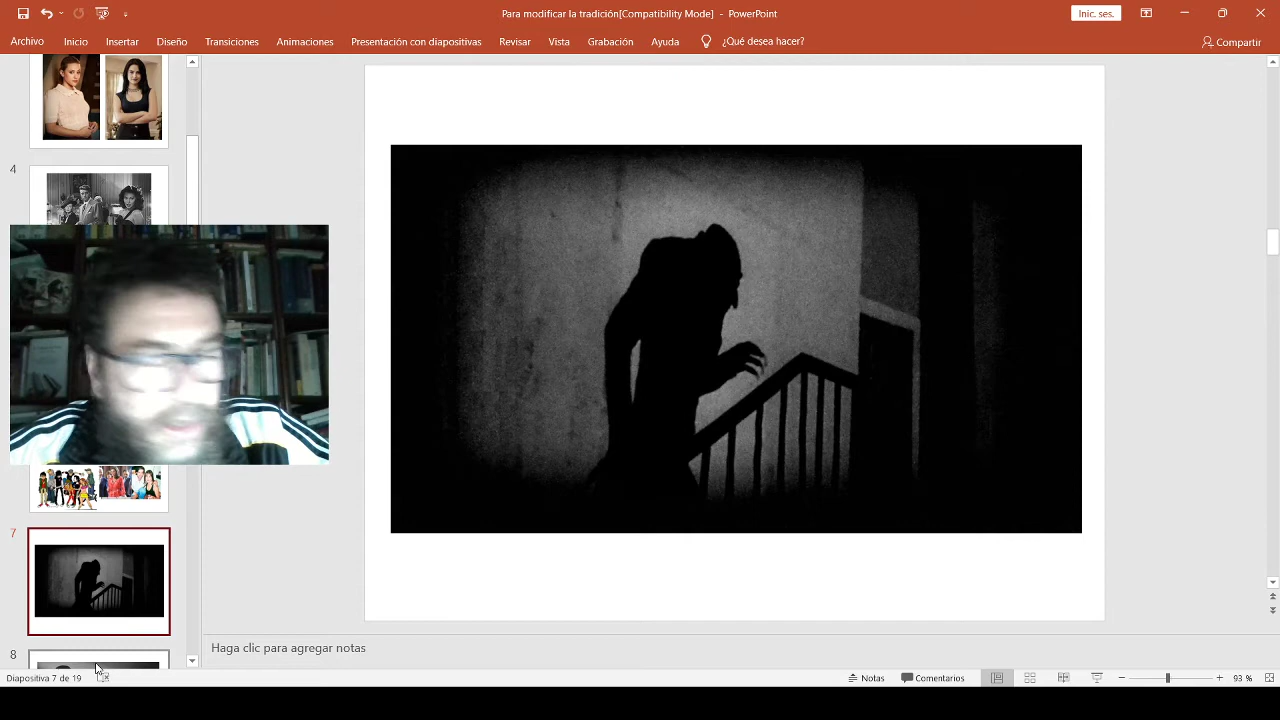 Para modificar la tradición[Compatibility Mode] - PowerPoint
Inic. ses.
Archivo Inicio Insertar Diseño Transiciones Animaciones Presentación con diapositivas Revisar Vista Grabación Ayuda ¿Qué desea hacer? Compartir
4
7
8
Haga clic para agregar notas
Diapositiva 7 de 19 Notas Comentarios 93 %